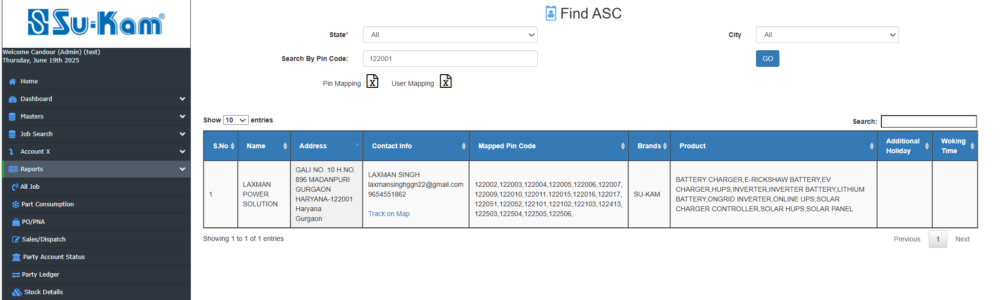 Su-Kam®
Welcome Candour (Admin) (test)
Thursday, June 19th 2025
Home
Dashboard
Masters
Job Search
Account X
Reports
All Job
Part Consumption
PO/PNA
Sales/Dispatch
Party Account Status
Party Ledger
Stock Details
Find ASC
State* All City All
Search By Pin Code: 122001 GO
Pin Mapping : User Mapping :
Show 10 entries Search:
S.No Name Address Contact Info Mapped Pin Code Brands Product Additional Holiday Woking Time
1
LAXMAN
POWER
SOLUTION
GALI NO. 10 H.NO.
896 MADANPURI
GURGAON
HARYANA-122001
Haryana
Gurgaon
LAXMAN SINGH
laxmansinghggn22@gmail.com
9654551862
Track on Map
122002,122003,122004,122005,122006,122007,
122009,122010,122011,122015,122016,122017,
122051,122052,122101,122102,122103,122413,
122503,122504,122505,122506,
SU-KAM
BATTERY CHARGER,E-RICKSHAW BATTERY,EV
CHARGER,HUPS,INVERTER,INVERTER BATTERY,LITHIUM
BATTERY,ONGRID INVERTER,ONLINE UPS,SOLAR
CHARGER CONTROLLER,SOLAR HUPS,SOLAR PANEL
Showing 1 to 1 of 1 entries
Previous 1 Next